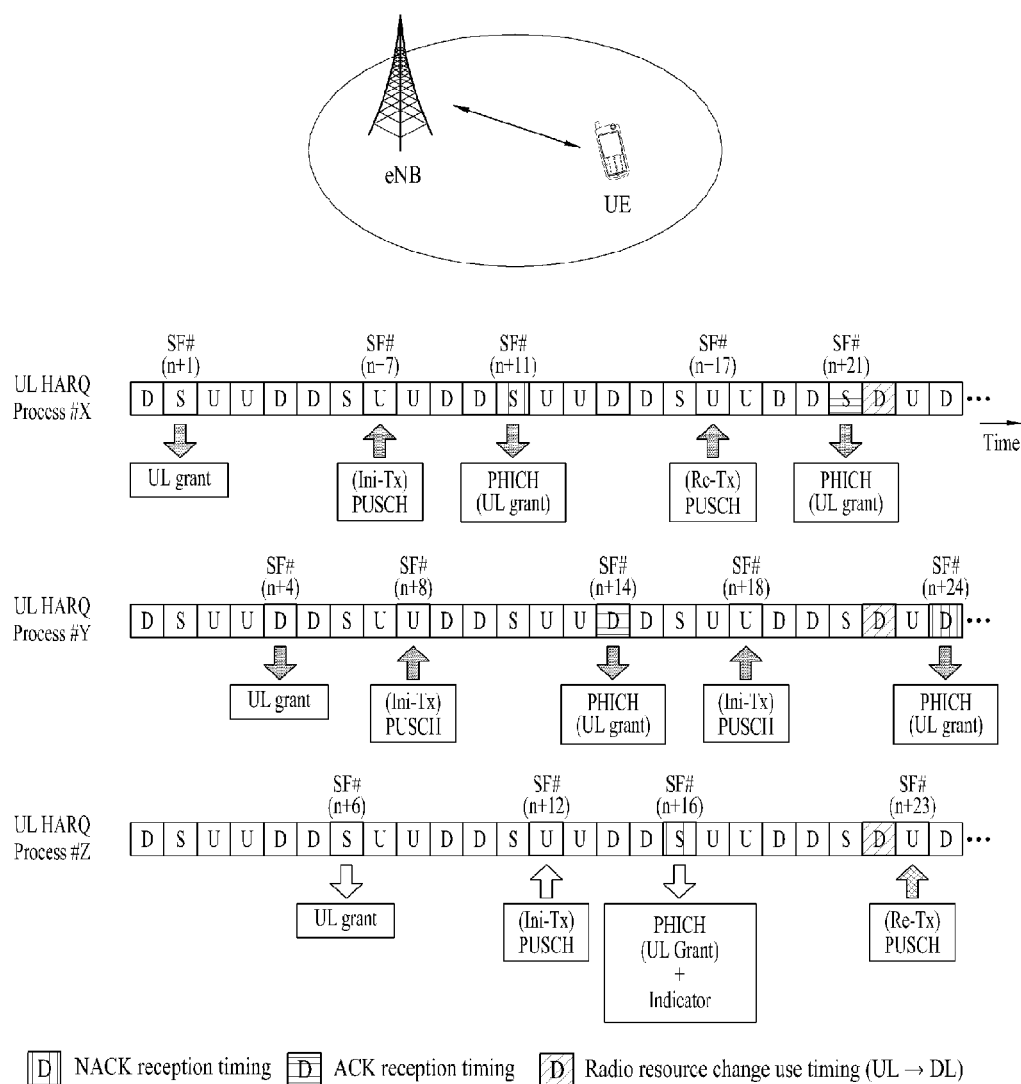 eNB
UE
SF# SF# SF# SF# SF#
(n+1) (n−7) (n+11) (n−17) (n+21)
UL HARQ
Process #X
D S U U D D S U U D D S U U D D S U U D D S D U D •••
Time
UL grant
(Ini-Tx)
PUSCH
PHICH
(UL grant)
(Re-Tx)
PUSCH
PHICH
(UL grant)
SF# SF# SF# SF# SF#
(n+4) (n+8) (n+14) (n+18) (n+24)
UL HARQ
Process #Y
D S U U D D S U U D D S U U D D S U U D D S D U D •••
UL grant
(Ini-Tx)
PUSCH
PHICH
(UL grant)
(Ini-Tx)
PUSCH
PHICH
(UL grant)
SF# SF# SF# SF#
(n+6) (n+12) (n+16) (n+23)
UL HARQ
Process #Z
D S U U D D S U U D D S U U D D S U U D D S D U D •••
UL grant
(Ini-Tx)
PUSCH
PHICH
(UL Grant)
+
Indicator
(Re-Tx)
PUSCH
D NACK reception timing D ACK reception timing D Radio resource change use timing (UL → DL)